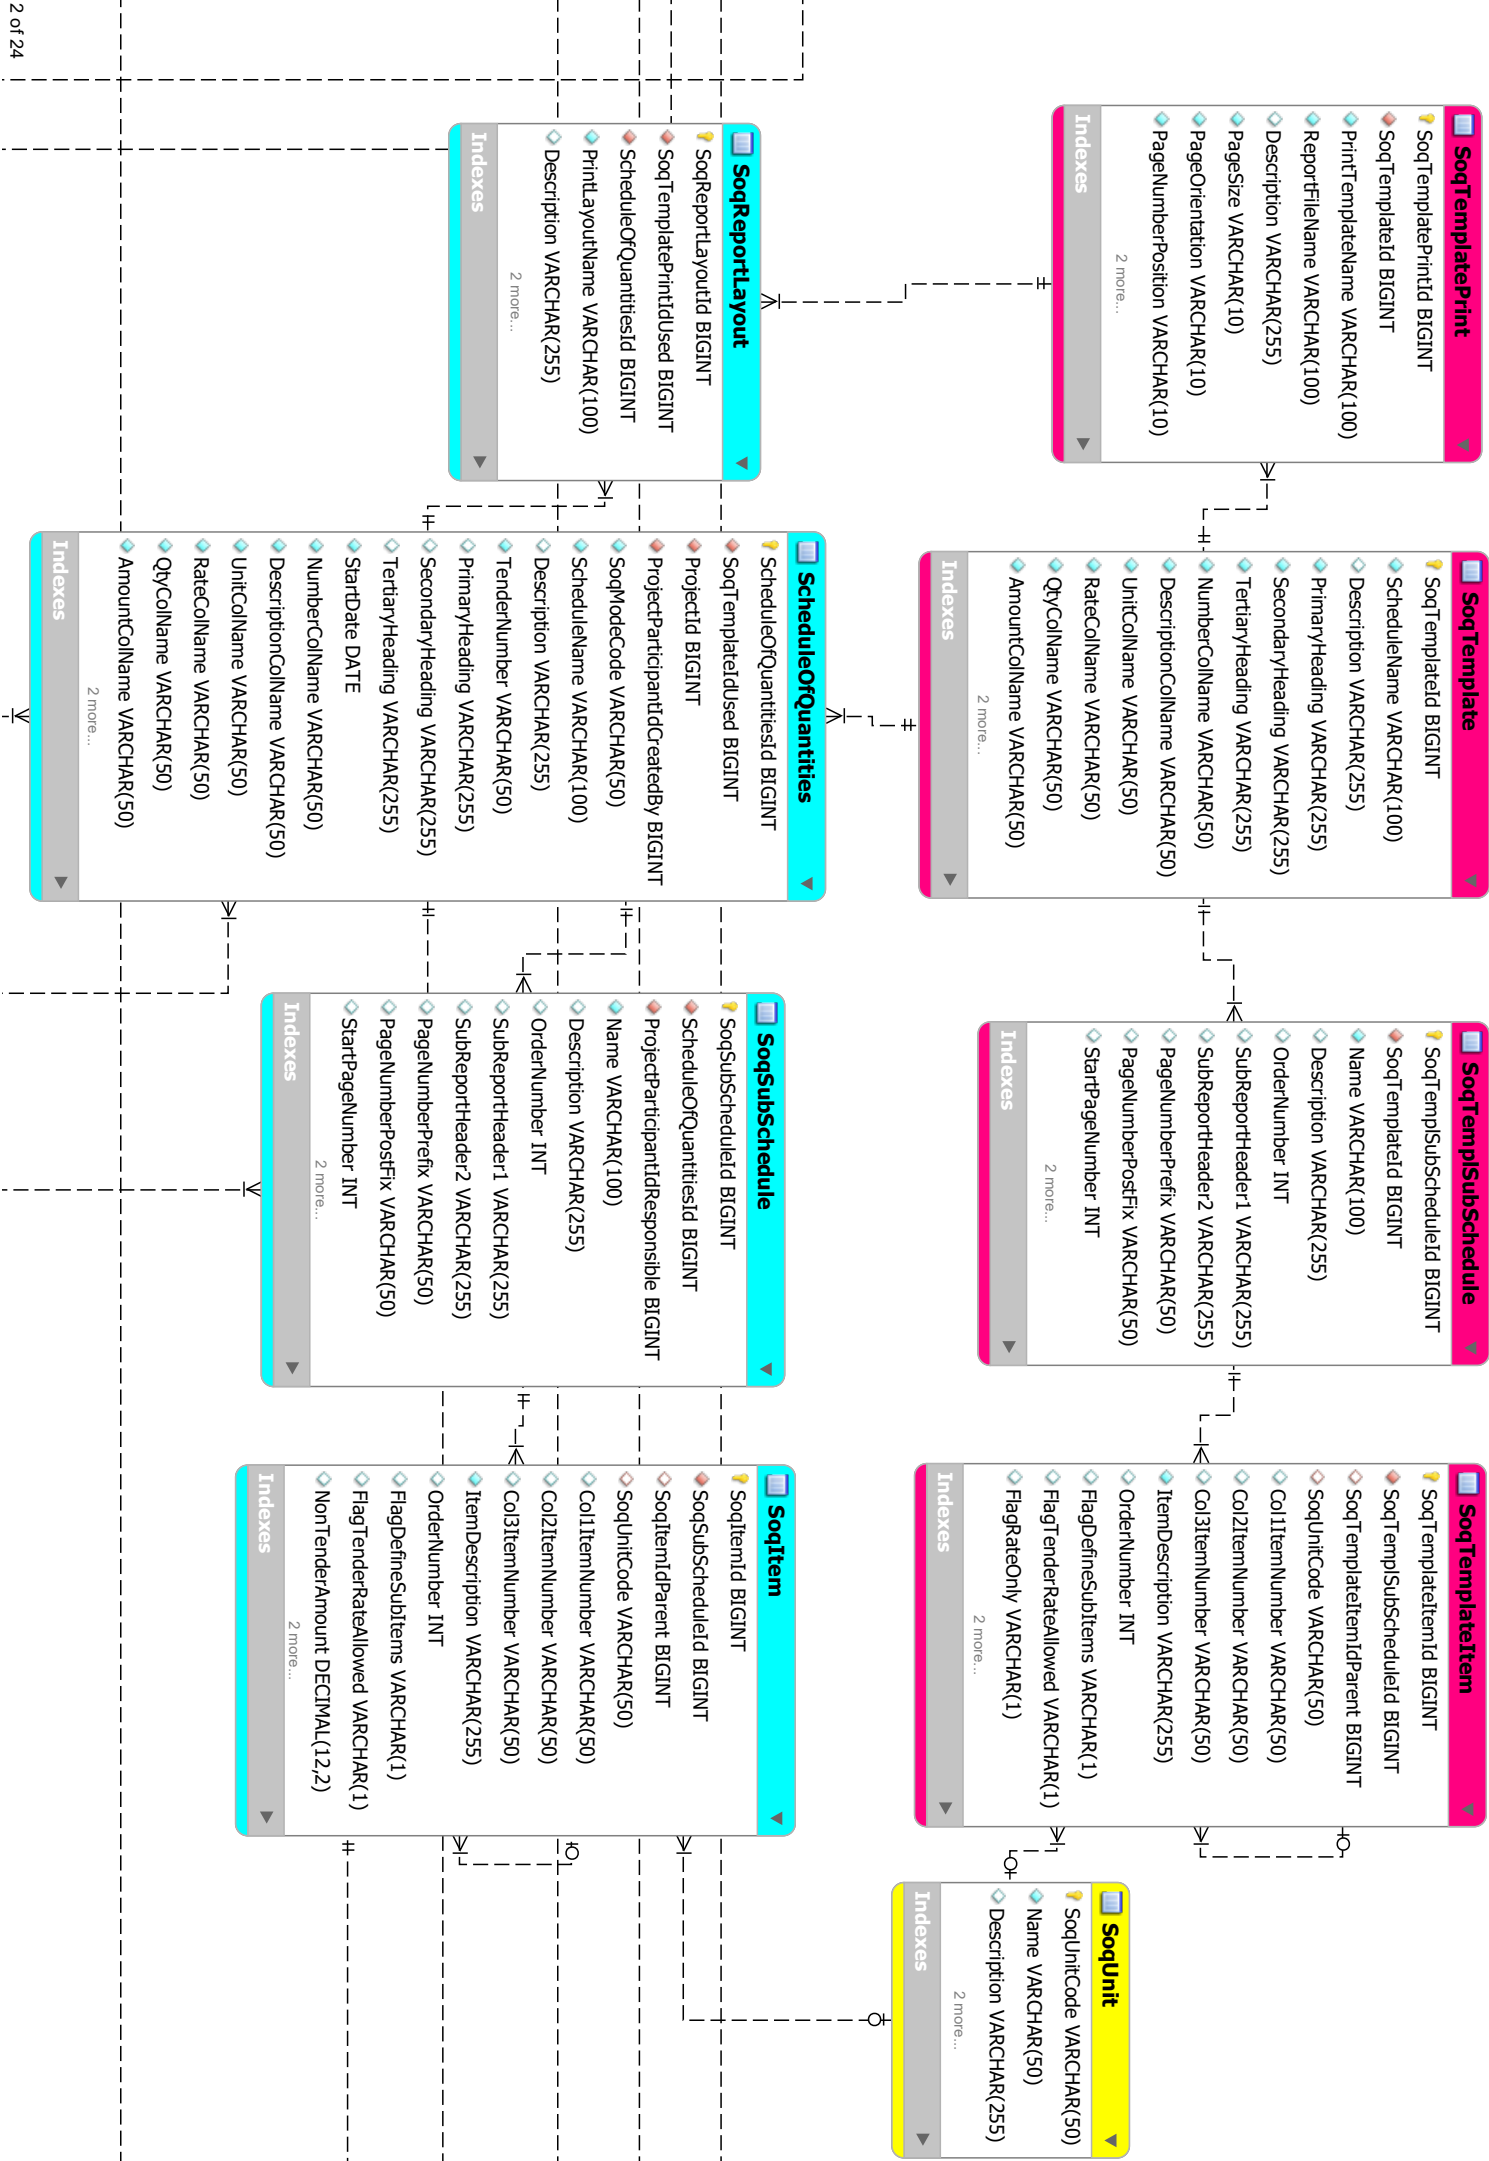 SoqTemplatePrint
SoqTemplatePrintId BIGINT
SoqTemplateId BIGINT
PrintTemplateName VARCHAR(100)
ReportFileName VARCHAR(100)
Description VARCHAR(255)
PageSize VARCHAR(10)
PageOrientation VARCHAR(10)
PageNumberPosition VARCHAR(10)
2 more...
Indexes
SoqTemplate
SoqTemplateId BIGINT
ScheduleName VARCHAR(100)
Description VARCHAR(255)
PrimaryHeading VARCHAR(255)
SecondaryHeading VARCHAR(255)
TertiaryHeading VARCHAR(255)
NumberColName VARCHAR(50)
DescriptionColName VARCHAR(50)
UnitColName VARCHAR(50)
RateColName VARCHAR(50)
QtyColName VARCHAR(50)
AmountColName VARCHAR(50)
2 more...
Indexes
SoqTemplSubSchedule
SoqTemplSubScheduleId BIGINT
SoqTemplateId BIGINT
Name VARCHAR(100)
Description VARCHAR(255)
OrderNumber INT
SubReportHeader1 VARCHAR(255)
SubReportHeader2 VARCHAR(255)
PageNumberPrefix VARCHAR(50)
PageNumberPostFix VARCHAR(50)
StartPageNumber INT
2 more...
Indexes
SoqTemplateItem
SoqTemplateItemId BIGINT
SoqTemplSubScheduleId BIGINT
SoqTemplateItemIdParent BIGINT
SoqUnitCode VARCHAR(50)
Col1ItemNumber VARCHAR(50)
Col2ItemNumber VARCHAR(50)
Col3ItemNumber VARCHAR(50)
ItemDescription VARCHAR(255)
OrderNumber INT
FlagDefineSubItems VARCHAR(1)
FlagTenderRateAllowed VARCHAR(1)
FlagRateOnly VARCHAR(1)
2 more...
Indexes
SoqUnit
SoqUnitCode VARCHAR(50)
Name VARCHAR(50)
Description VARCHAR(255)
2 more...
Indexes
SoqReportLayout
SoqReportLayoutId BIGINT
SoqTemplatePrintIdUsed BIGINT
ScheduleOfQuantitiesId BIGINT
PrintLayoutName VARCHAR(100)
Description VARCHAR(255)
2 more...
Indexes
ScheduleOfQuantities
ScheduleOfQuantitiesId BIGINT
SoqTemplateIdUsed BIGINT
ProjectId BIGINT
ProjectParticipantIdCreatedBy BIGINT
SoqModeCode VARCHAR(50)
ScheduleName VARCHAR(100)
Description VARCHAR(255)
TenderNumber VARCHAR(50)
PrimaryHeading VARCHAR(255)
SecondaryHeading VARCHAR(255)
TertiaryHeading VARCHAR(255)
StartDate DATE
NumberColName VARCHAR(50)
DescriptionColName VARCHAR(50)
UnitColName VARCHAR(50)
RateColName VARCHAR(50)
QtyColName VARCHAR(50)
AmountColName VARCHAR(50)
2 more...
Indexes
SoqSubSchedule
SoqSubScheduleId BIGINT
ScheduleOfQuantitiesId BIGINT
ProjectParticipantIdResponsible BIGINT
Name VARCHAR(100)
Description VARCHAR(255)
OrderNumber INT
SubReportHeader1 VARCHAR(255)
SubReportHeader2 VARCHAR(255)
PageNumberPrefix VARCHAR(50)
PageNumberPostFix VARCHAR(50)
StartPageNumber INT
2 more...
Indexes
SoqItem
SoqItemId BIGINT
SoqSubScheduleId BIGINT
SoqItemIdParent BIGINT
SoqUnitCode VARCHAR(50)
Col1ItemNumber VARCHAR(50)
Col2ItemNumber VARCHAR(50)
Col3ItemNumber VARCHAR(50)
ItemDescription VARCHAR(255)
OrderNumber INT
FlagDefineSubItems VARCHAR(1)
FlagTenderRateAllowed VARCHAR(1)
NonTenderAmount DECIMAL(12,2)
2 more...
Indexes
2 of 24